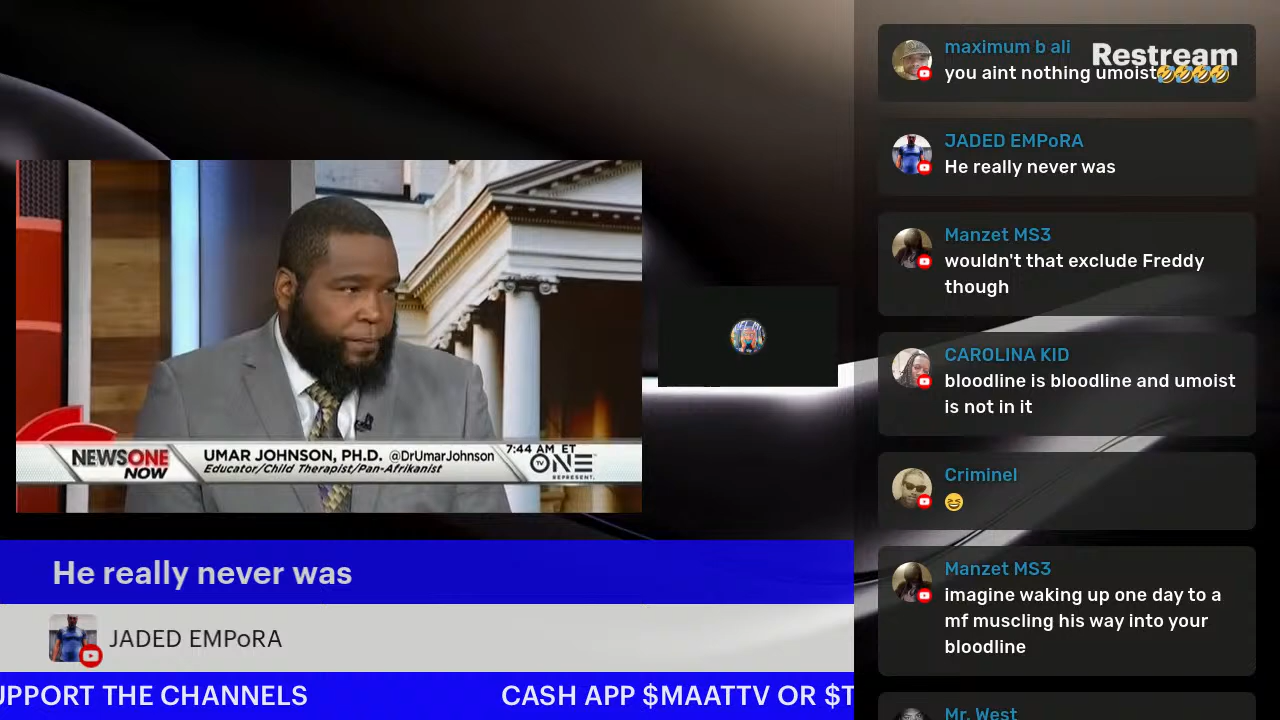 NEWSONE
NOW
UMAR JOHNSON, PH.D. @DrUmarJohnson
Educator/Child Therapist/Pan-Afrikanist
7:44 AM ET
TV ONE
REPRESENT.
He really never was
JADED EMPoRA
UPPORT THE CHANNELS CASH APP $MAATTV OR $T
Restream
maximum b ali
you aint nothing umoist🤣🤣🤣🤣
JADED EMPoRA
He really never was
Manzet MS3
wouldn't that exclude Freddy
though
CAROLINA KID
bloodline is bloodline and umoist
is not in it
Criminel
😆
Manzet MS3
imagine waking up one day to a
mf muscling his way into your
bloodline
Mr. West